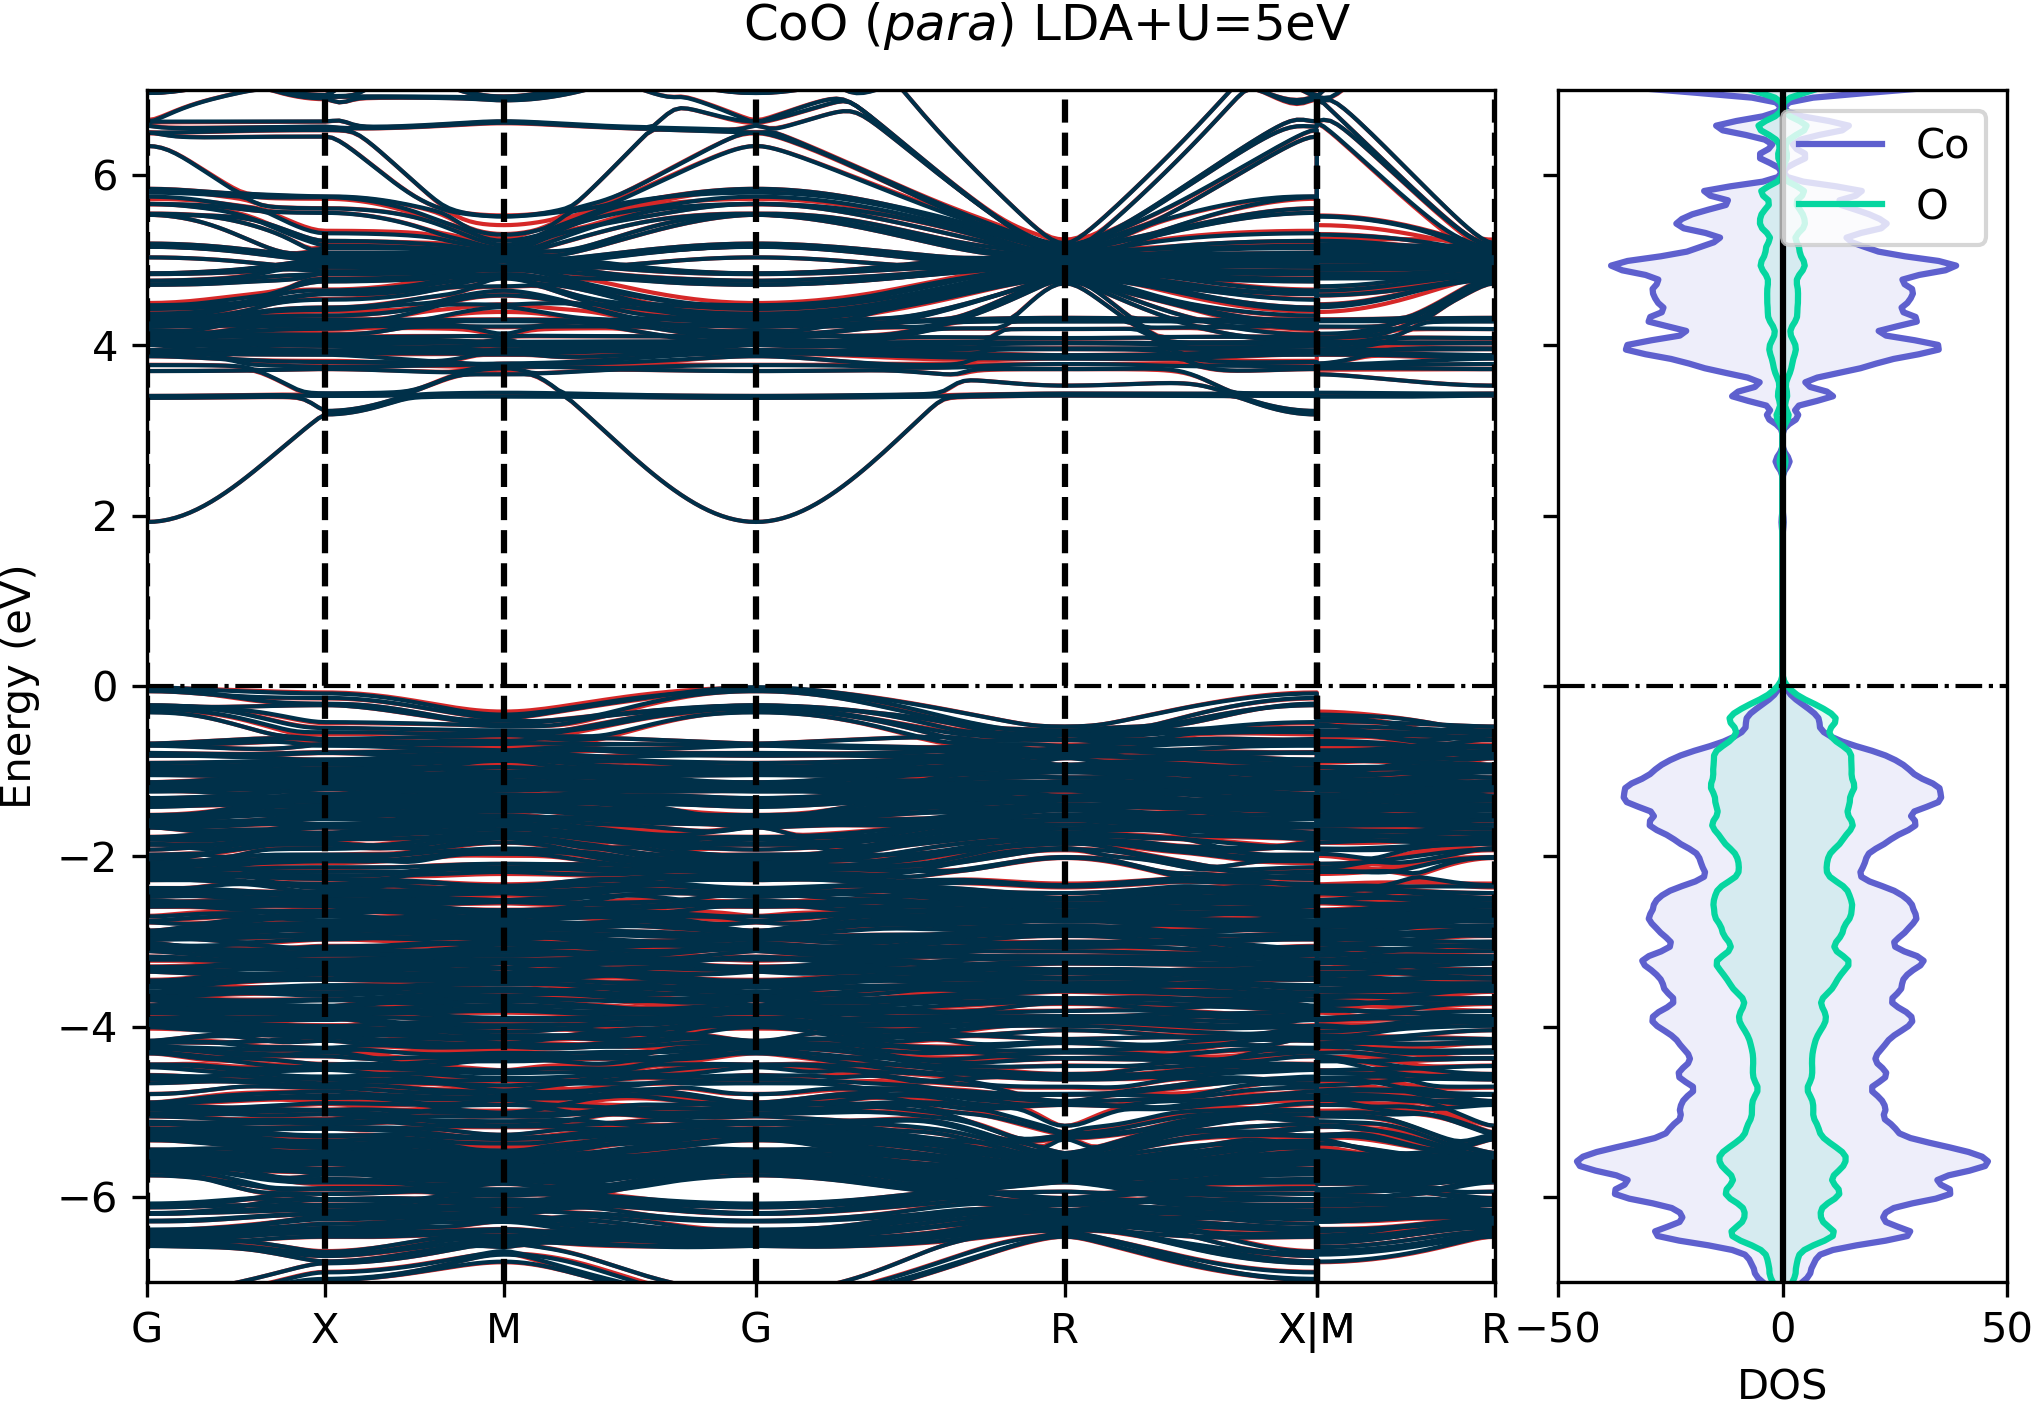 CoO (para) LDA+U=5eV
Energy (eV)
6
4
2
0
−2
−4
−6
G X M G R X|M R
Co
O
−50 0 50
DOS